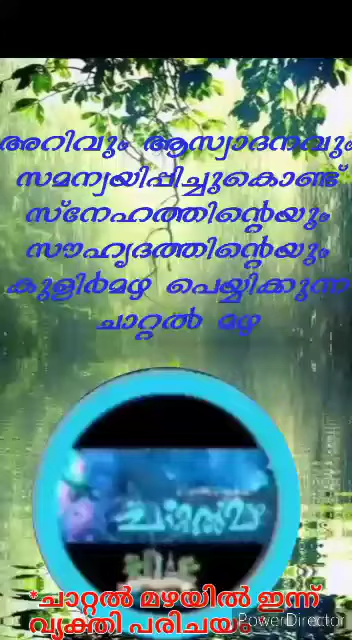 അറിവും ആസ്വാദനവും
സമന്വയിപ്പിച്ചുകൊണ്ട്
സ്നേഹത്തിന്റെയും
സൗഹൃദത്തിന്റെയും
കുളിർമഴ പെയ്യിക്കുന്ന
ചാറ്റൽ മഴ
*ചാറ്റൽ മഴയിൽ ഇന്ന്
വ്യക്തി പരിചയം
PowerDirector